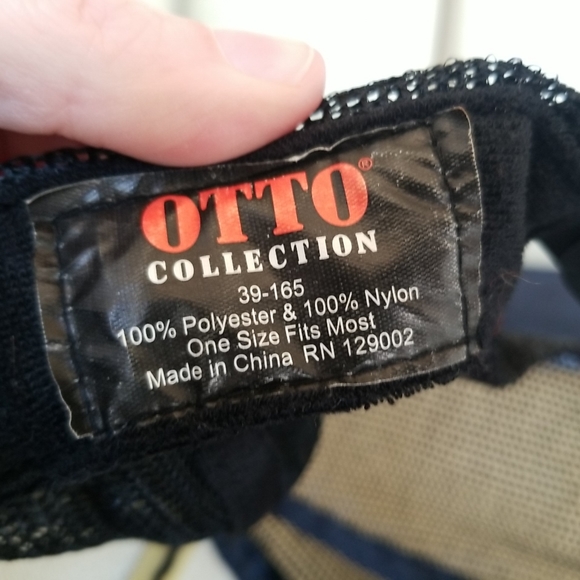 OTTO®
COLLECTION
39-165
100% Polyester & 100% Nylon
One Size Fits Most
Made in China RN 129002